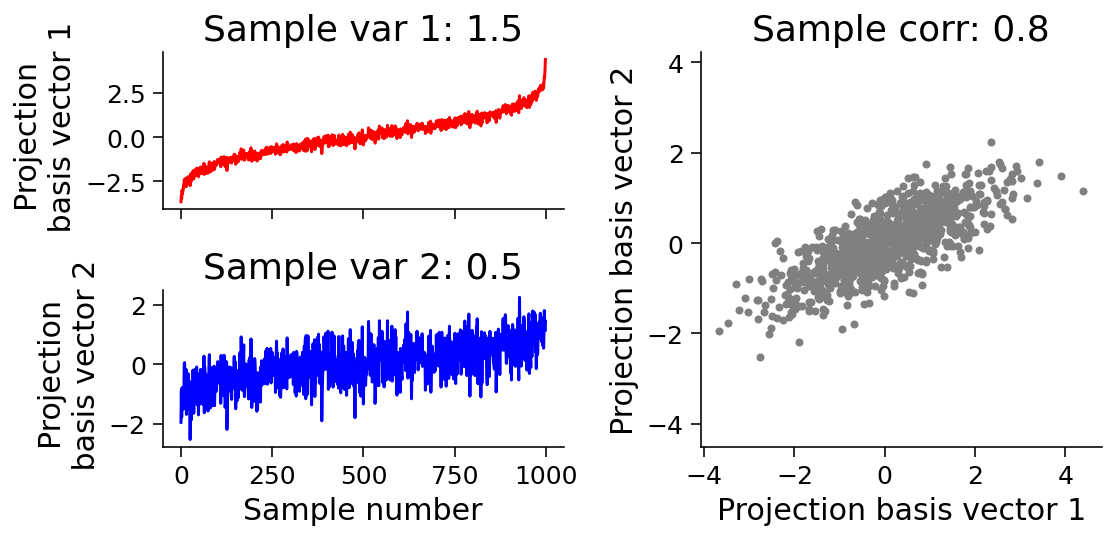 Sample var 1: 1.5
Projection
basis vector 1
2.5
0.0
−2.5
Sample var 2: 0.5
Projection
basis vector 2
2
0
−2
0 250 500 750 1000
Sample number
Sample corr: 0.8
Projection basis vector 2
4
2
0
−2
−4
−4 −2 0 2 4
Projection basis vector 1